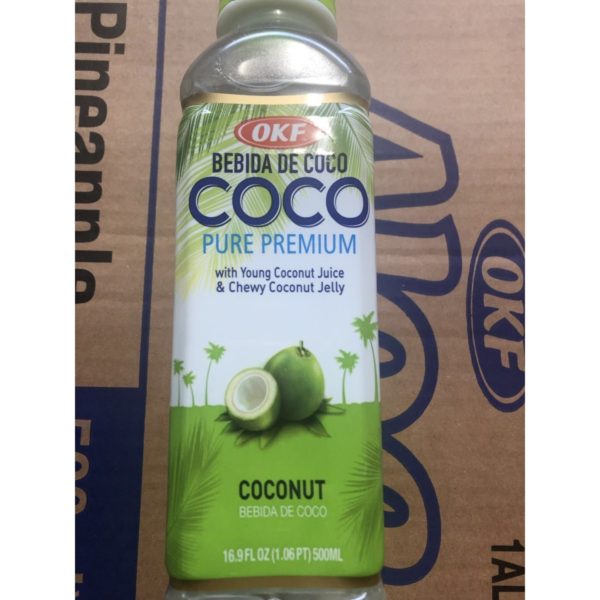 OKF
BEBIDA DE COCO
COCO
PURE PREMIUM
with Young Coconut Juice
& Chewy Coconut Jelly
COCONUT
BEBIDA DE COCO
16.9 FL OZ (1.06 PT) 500ML
Pineapple
OKF